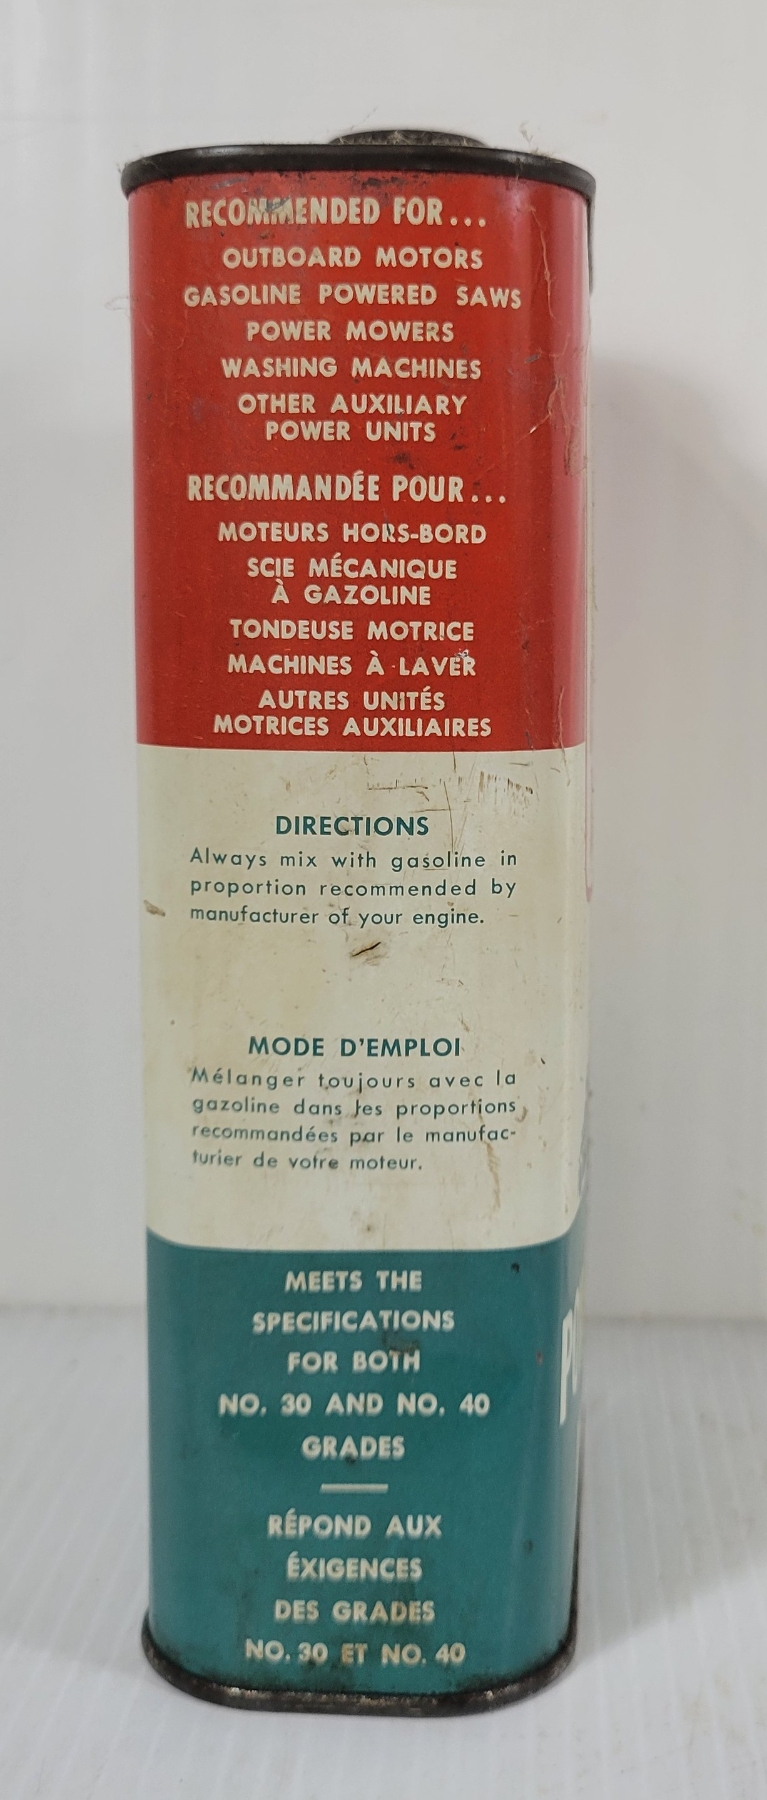 RECOMMENDED FOR...
OUTBOARD MOTORS
GASOLINE POWERED SAWS
POWER MOWERS
WASHING MACHINES
OTHER AUXILIARY
POWER UNITS
RECOMMANDÉE POUR...
MOTEURS HORS-BORD
SCIE MÉCANIQUE
À GAZOLINE
TONDEUSE MOTRICE
MACHINES À LAVER
AUTRES UNITÉS
MOTRICES AUXILIAIRES
DIRECTIONS
Always mix with gasoline in
proportion recommended by
manufacturer of your engine.
MODE D'EMPLOI
Mélanger toujours avec la
gazoline dans les proportions
recommandées par le manufac-
turier de votre moteur.
MEETS THE
SPECIFICATIONS
FOR BOTH
NO. 30 AND NO. 40
GRADES
RÉPOND AUX
ÉXIGENCES
DES GRADES
NO. 30 ET NO. 40